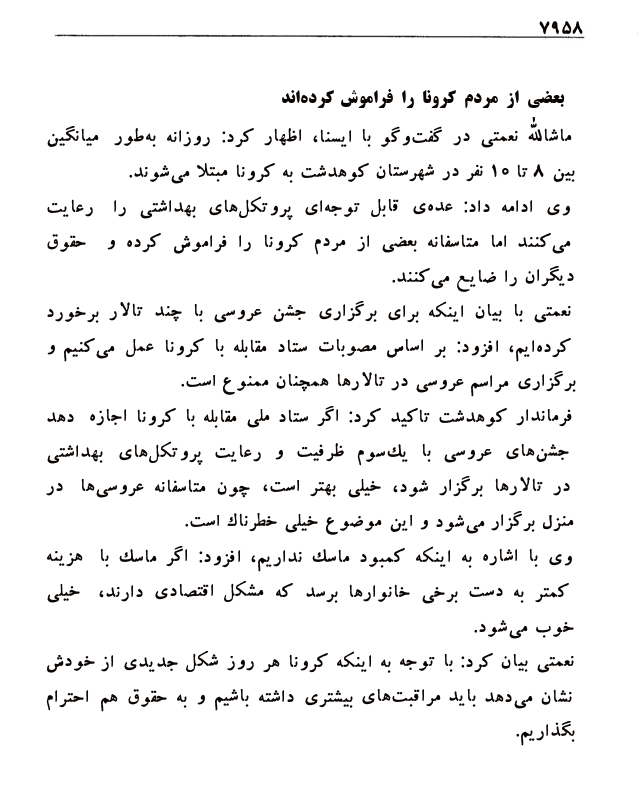 ۷۹۵۸
بعضی از مردم کرونا را فراموش کرده‌اند
ماشالله نعمتی در گفت‌وگو با ایسنا، اظهار کرد: روزانه به‌طور میانگین
بین ۸ تا ۱۰ نفر در شهرستان کوهدشت به کرونا مبتلا می‌شوند.
وی ادامه داد: عده‌ی قابل توجه‌ای پروتکل‌های بهداشتی را رعایت
می‌کنند اما متاسفانه بعضی از مردم کرونا را فراموش کرده و حقوق
دیگران را ضایع می‌کنند.
نعمتی با بیان اینکه برای برگزاری جشن عروسی با چند تالار برخورد
کرده‌ایم، افزود: بر اساس مصوبات ستاد مقابله با کرونا عمل می‌کنیم و
برگزاری مراسم عروسی در تالارها همچنان ممنوع است.
فرماندار کوهدشت تاکید کرد: اگر ستاد ملی مقابله با کرونا اجازه دهد
جشن‌های عروسی با یك‌سوم ظرفیت و رعایت پروتکل‌های بهداشتی
در تالارها برگزار شود، خیلی بهتر است، چون متاسفانه عروسی‌ها در
منزل برگزار می‌شود و این موضوع خیلی خطرناك است.
وی با اشاره به اینکه کمبود ماسك نداریم، افزود: اگر ماسك با هزینه
کمتر به دست برخی خانوارها برسد که مشکل اقتصادی دارند، خیلی
خوب می‌شود.
نعمتی بیان کرد: با توجه به اینکه کرونا هر روز شکل جدیدی از خودش
نشان می‌دهد باید مراقبت‌های بیشتری داشته باشیم و به حقوق هم احترام
بگذاریم.